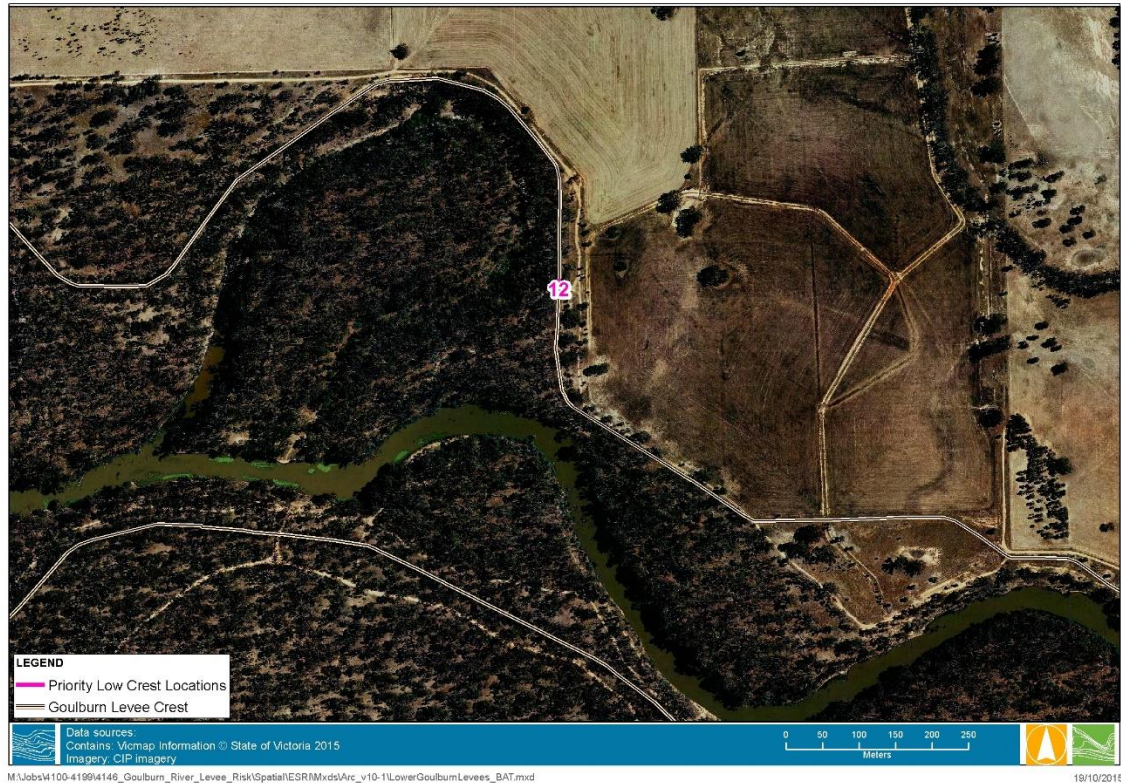 12
LEGEND
Priority Low Crest Locations
Goulburn Levee Crest
Data sources:
Contains: Vicmap Information © State of Victoria 2015
Imagery: CIP imagery
0 50 100 150 200 250
Meters
M:\Jobs\4100-4199\4146_Goulburn_River_Levee_Risk\Spatial\ESRI\Mxds\Arc_v10-1\LowerGoulburnLevees_BAT.mxd
19/10/2015